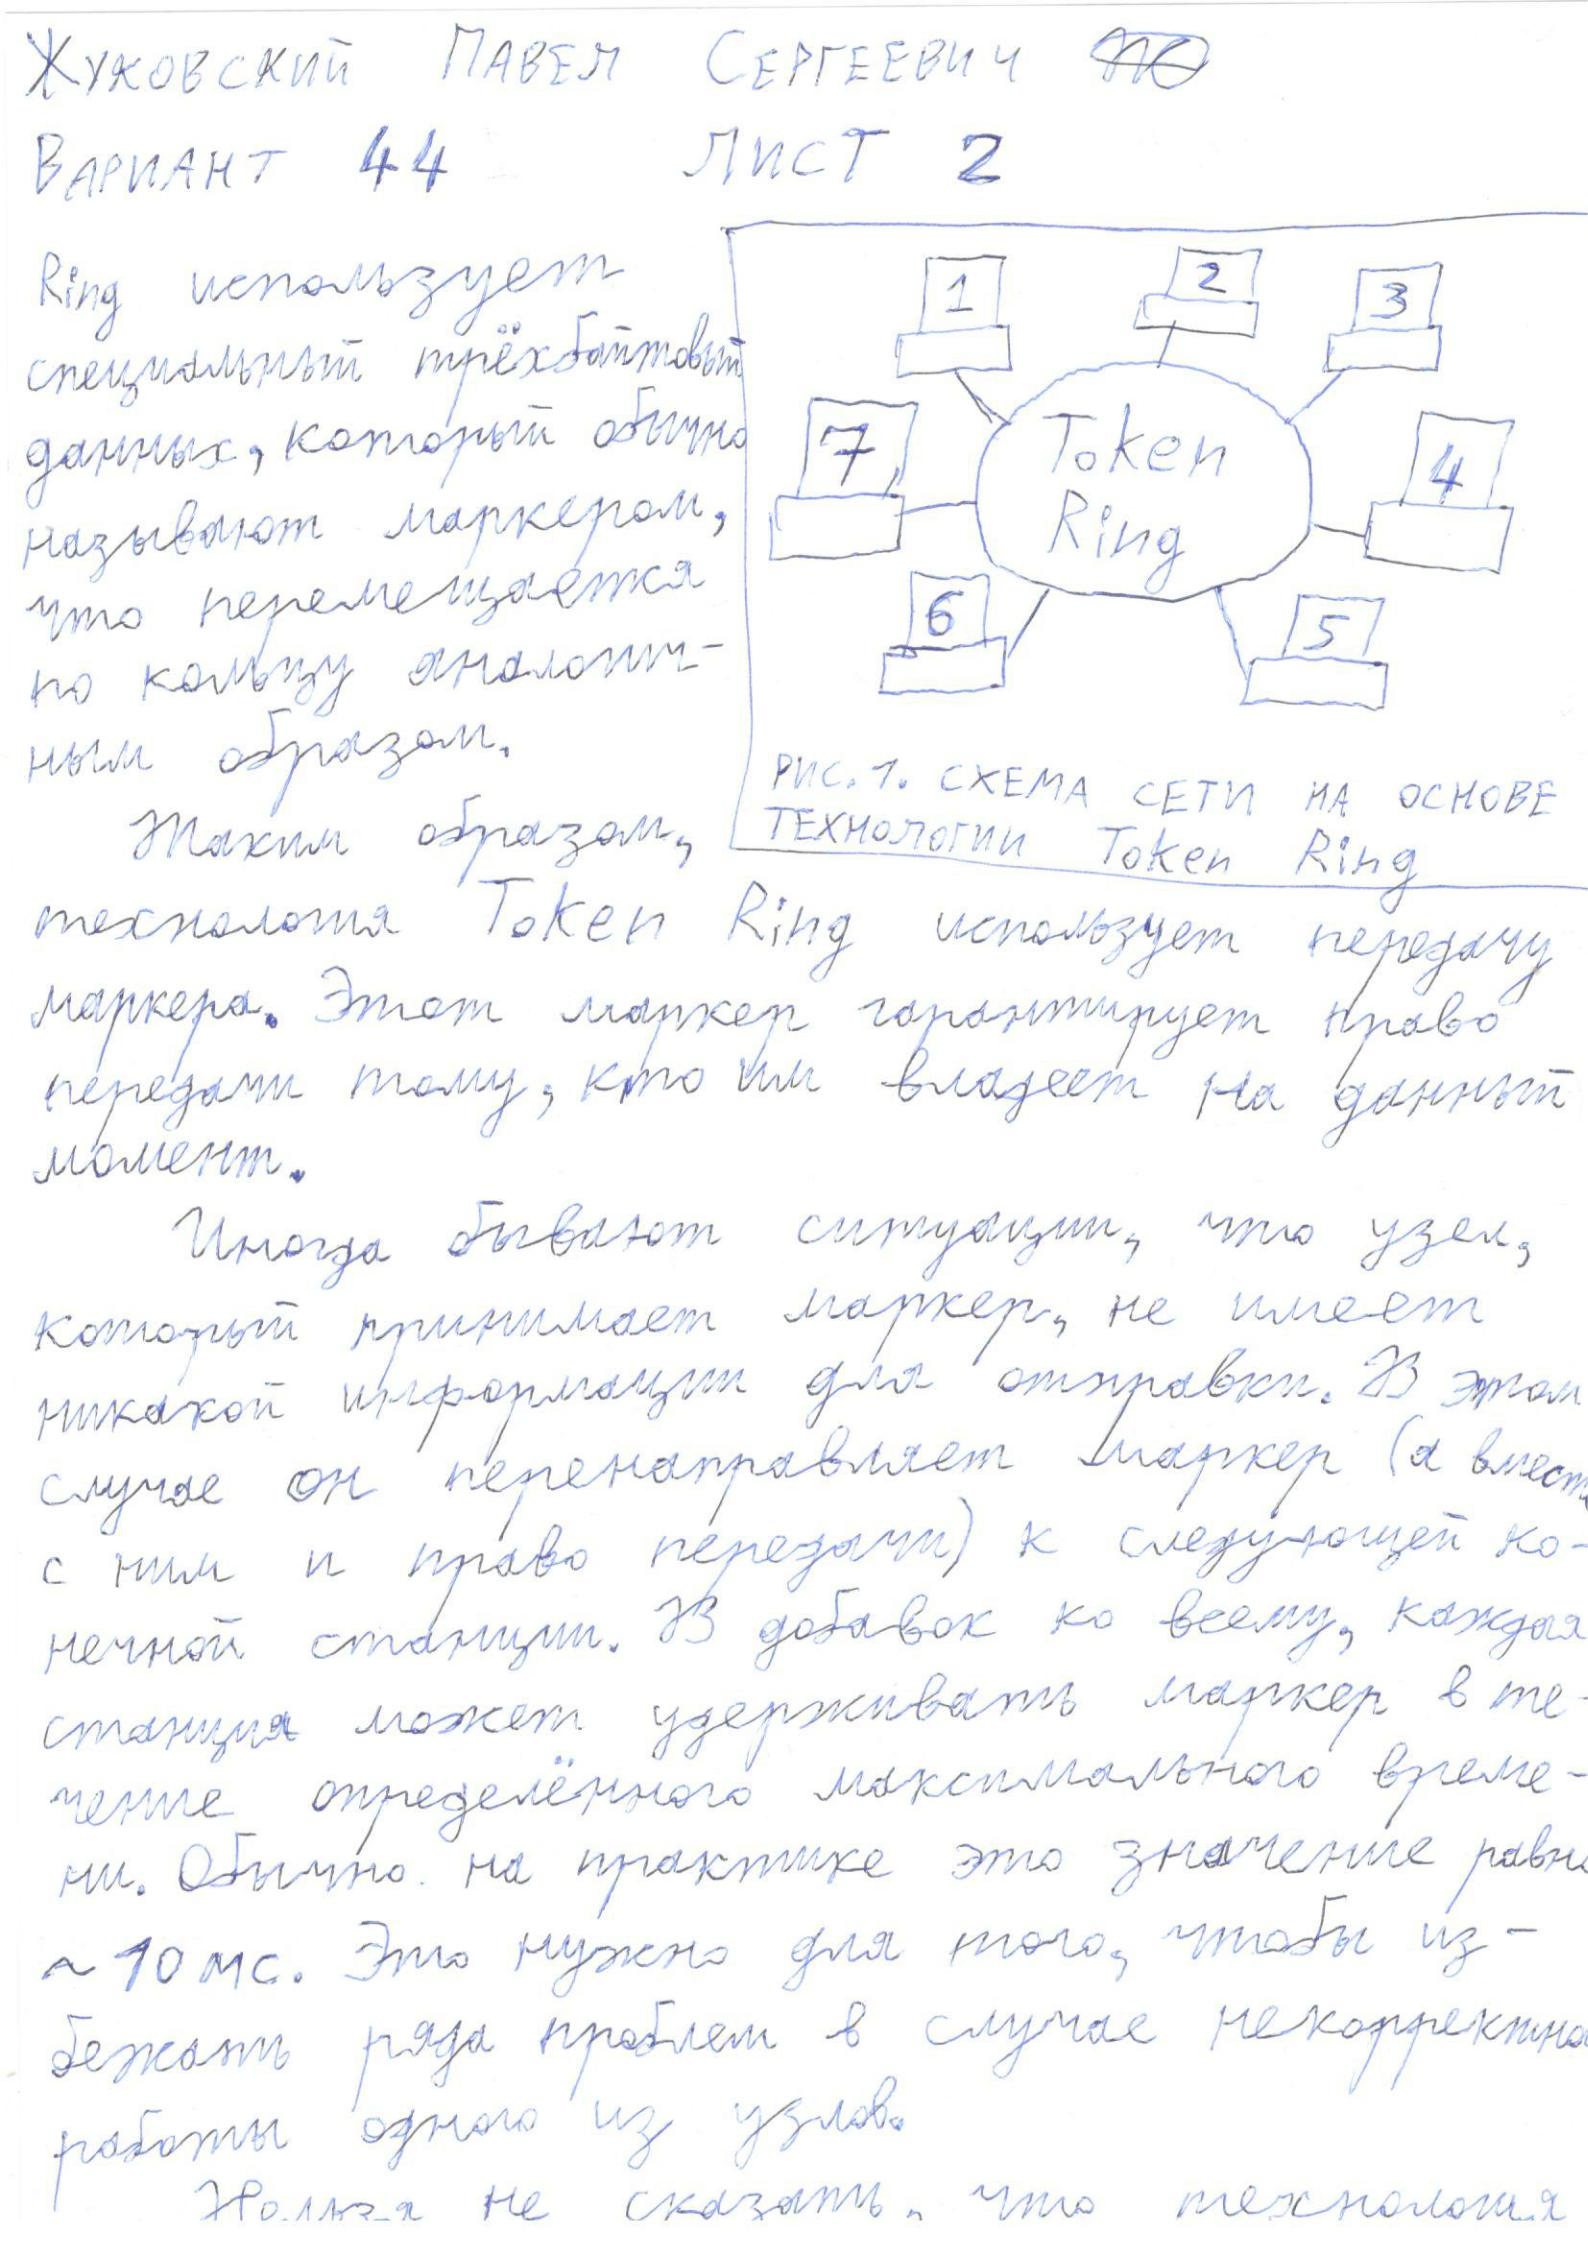 Жуковский Павел Сергеевич
Вариант 44 Лист 2
Ring использует
специальный трёхбайтовый
данных, который обычно
называют маркером,
что перемещается
по кольцу аналогич-
ным образом.
1
2
3
7
Token
Ring
4
6
5
Рис. 1. Схема сети на основе
технологии Token Ring
Таким образом,
технология Token Ring использует передачу
маркера. Этот маркер гарантирует право
передачи тому, кто им владеет на данный
момент.
Иногда бывают ситуации, что узел,
который принимает маркер, не имеет
никакой информации для отправки. В этом
случае он перенаправляет маркер (а вмест
с ним и право передачи) к следующей ко-
нечной станции. В добавок ко всему, каждая
станция может удерживать маркер в те-
чение определённого максимального време-
ни. Обычно на практике это значение равно
~ 10 мс. Это нужно для того, чтобы из-
бежать ряда проблем в случае некорректно
работы одного из узлов.
Нельзя не сказать, что технология